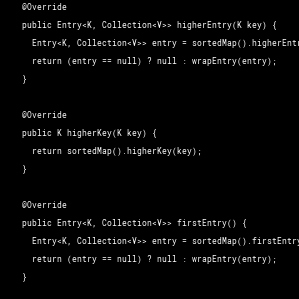 @Override
public Entry<K, Collection<V>> higherEntry(K key) {
Entry<K, Collection<V>> entry = sortedMap().higherEnt
return (entry == null) ? null : wrapEntry(entry);
}
@Override
public K higherKey(K key) {
return sortedMap().higherKey(key);
}
@Override
public Entry<K, Collection<V>> firstEntry() {
Entry<K, Collection<V>> entry = sortedMap().firstEntry
return (entry == null) ? null : wrapEntry(entry);
}